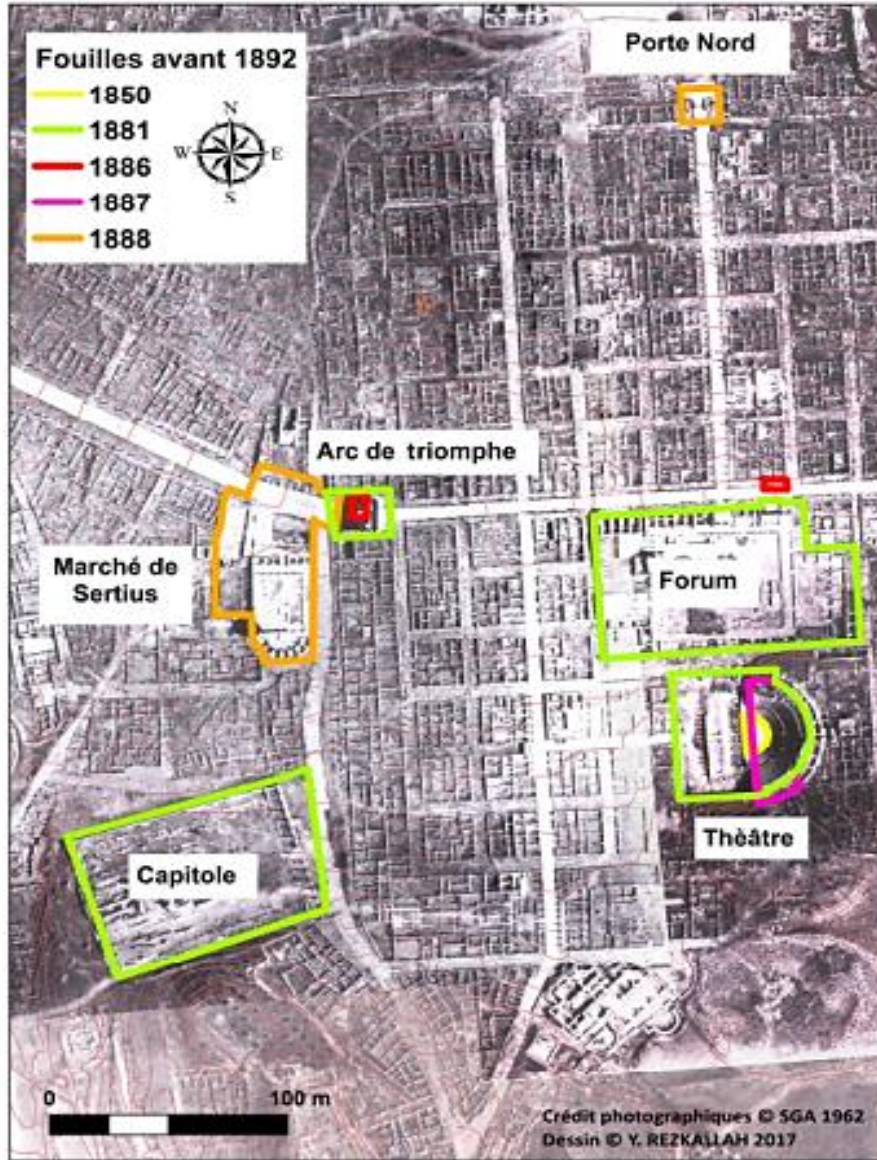 Fouilles avant 1892
1850
1881
1886
1887
1888
N
W E
S
Porte Nord
Arc de triomphe
Marché de
Sertius
Forum
Thèâtre
Capitole
0 100 m
Crédit photographiques © SGA 1962
Dessin © Y. REZKALLAH 2017